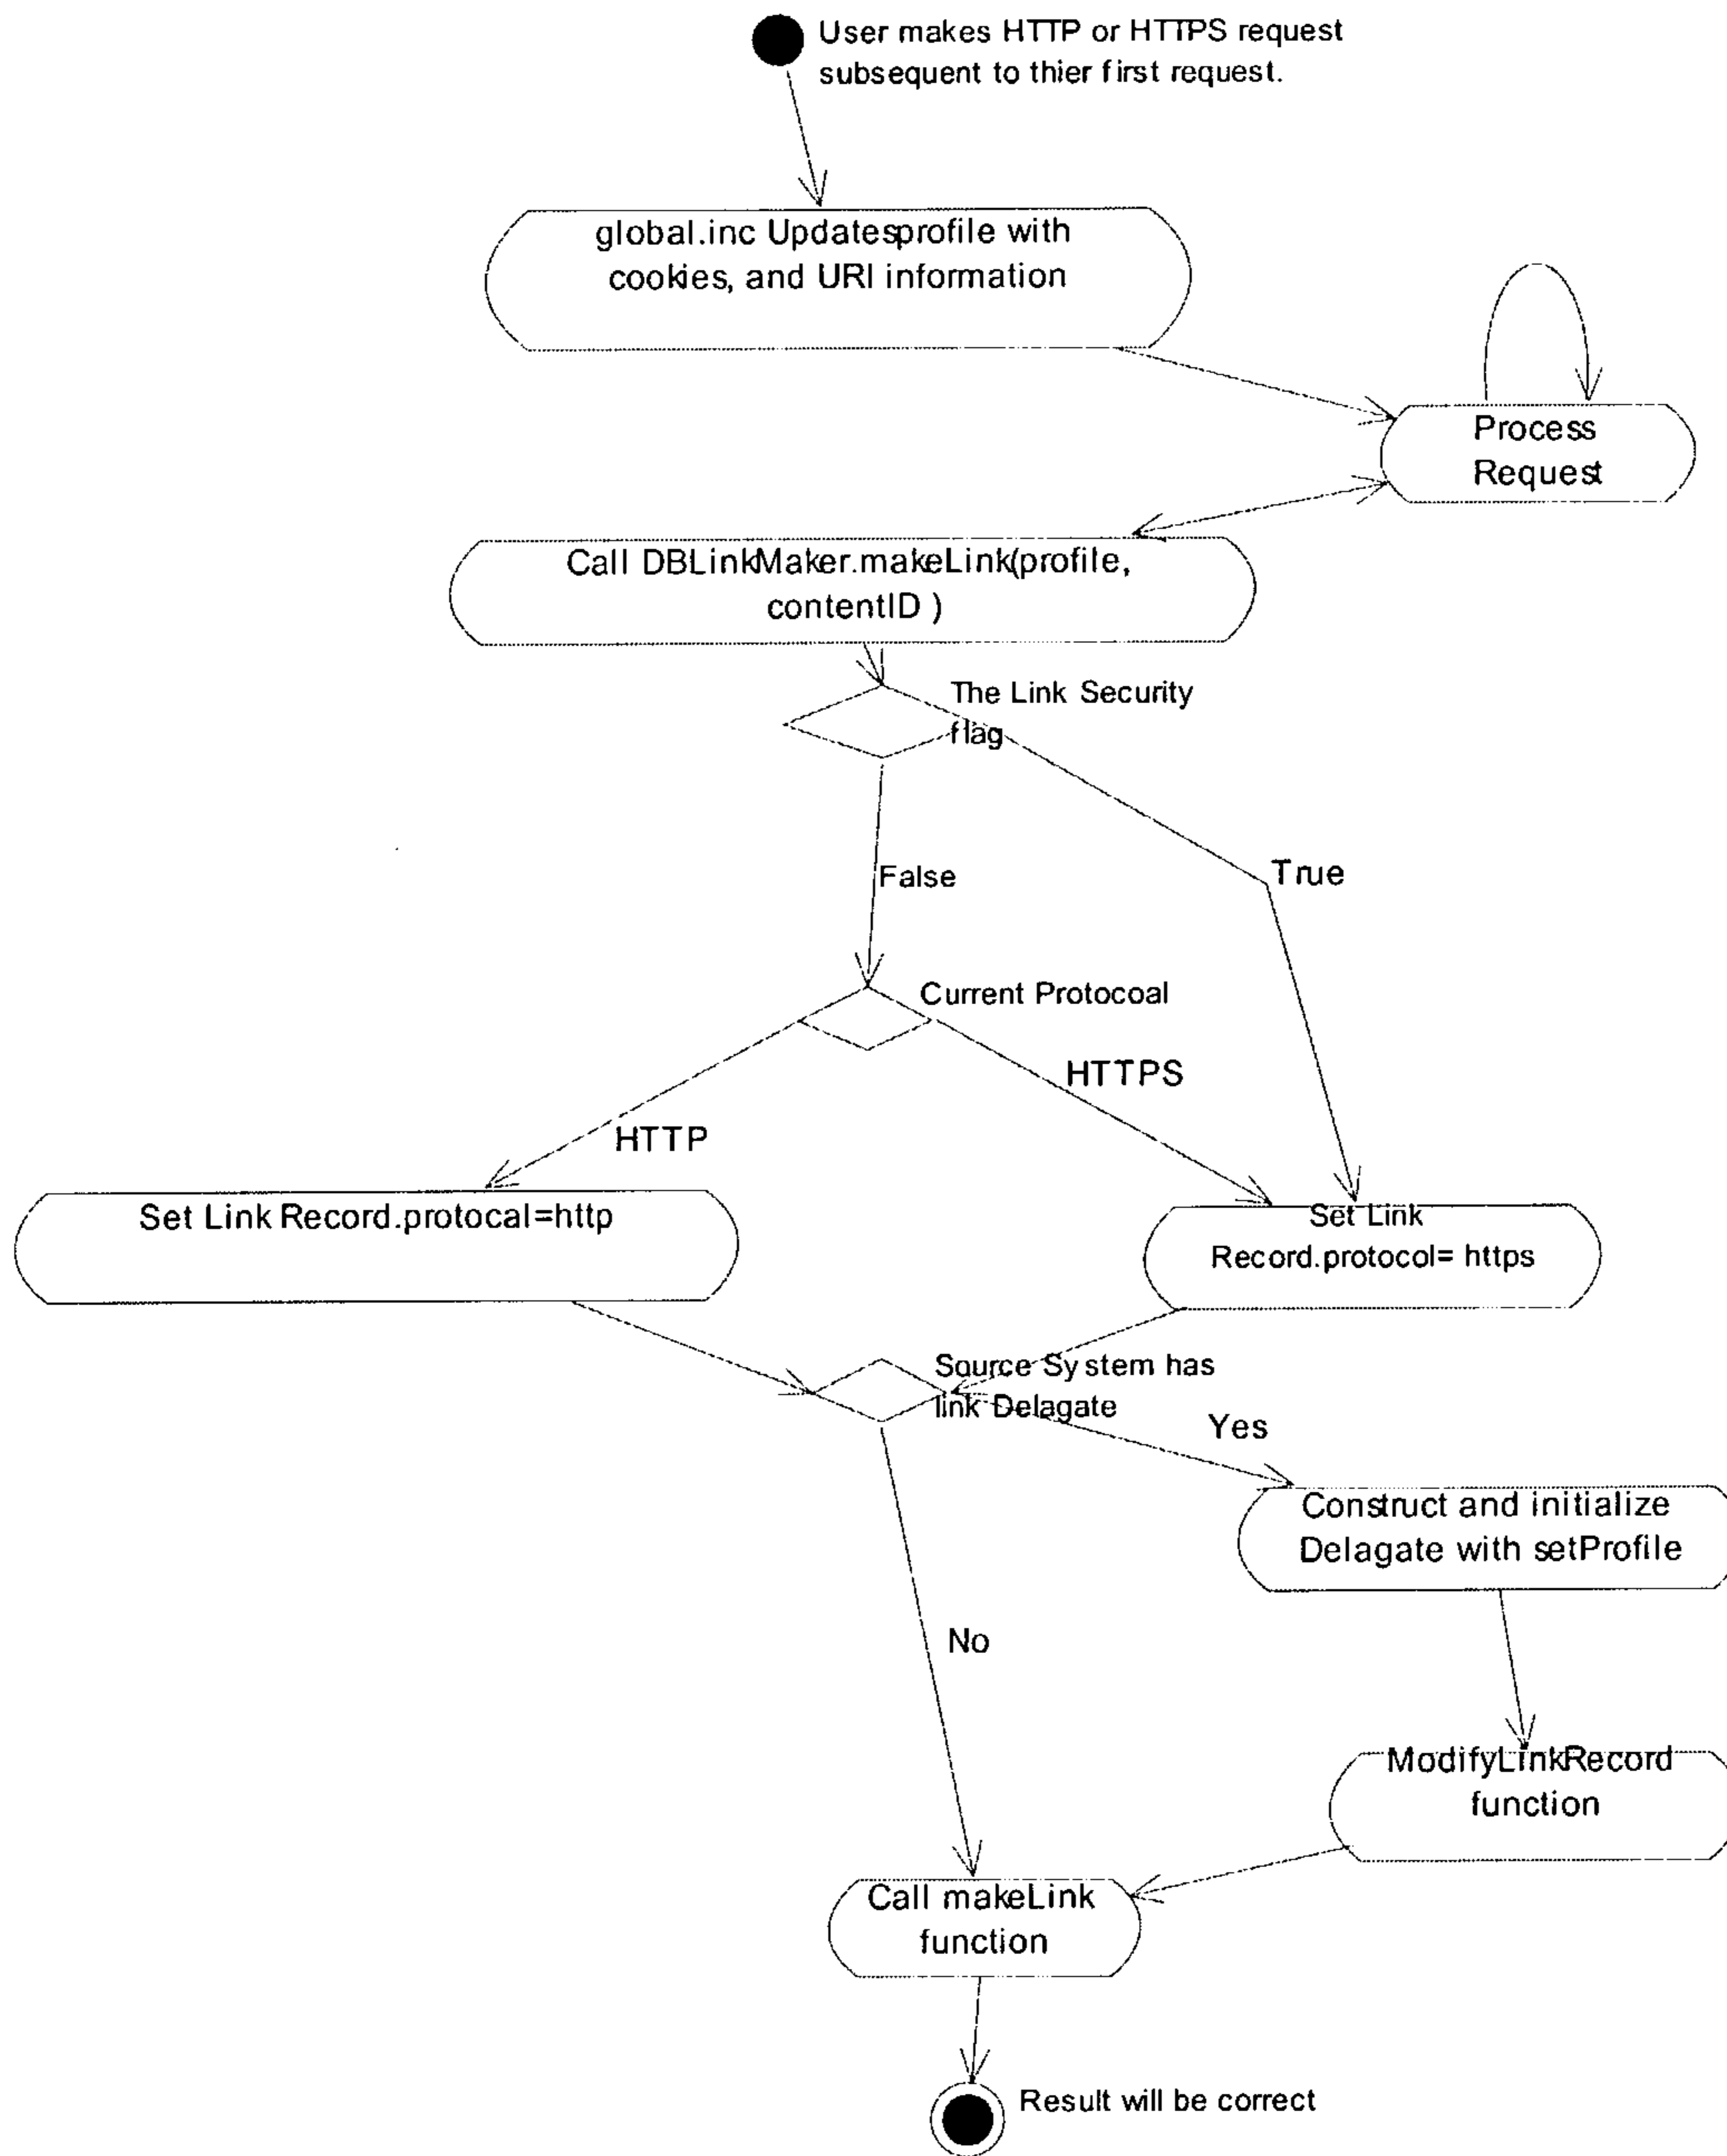 User makes HTTP or HTTPS request
subsequent to thier first request.
global.inc Updatesprofile with
cookies, and URI information
Process
Request
Call DBLinkMaker.makeLink(profile,
contentID )
The Link Security
flag
False
True
Current Protocoal
HTTPS
HTTP
Set Link Record.protocal=http
Set Link
Record.protocol= https
Source System has
link Delagate
Yes
Construct and initialize
Delagate with setProfile
No
ModifyLinkRecord
function
Call makeLink
function
Result will be correct